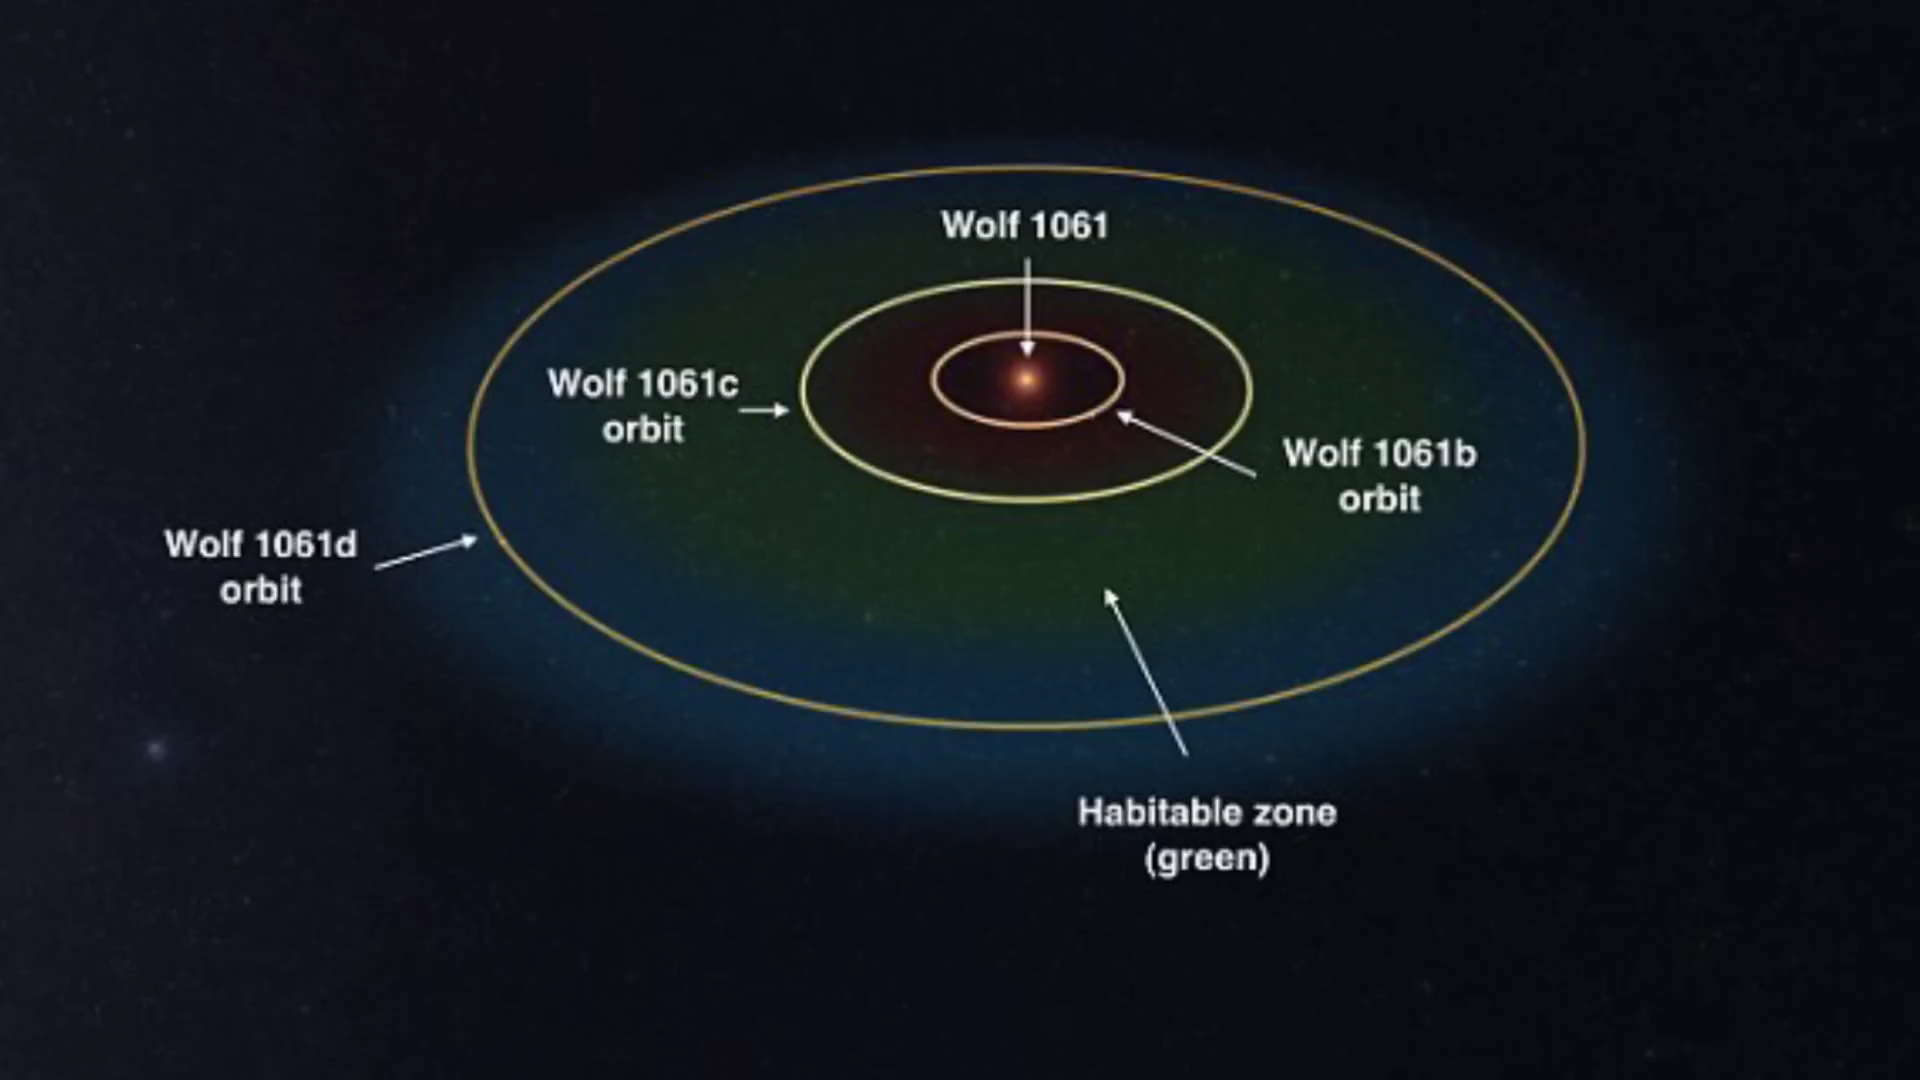 Wolf 1061
Wolf 1061c
orbit
Wolf 1061b
orbit
Wolf 1061d
orbit
Habitable zone
(green)